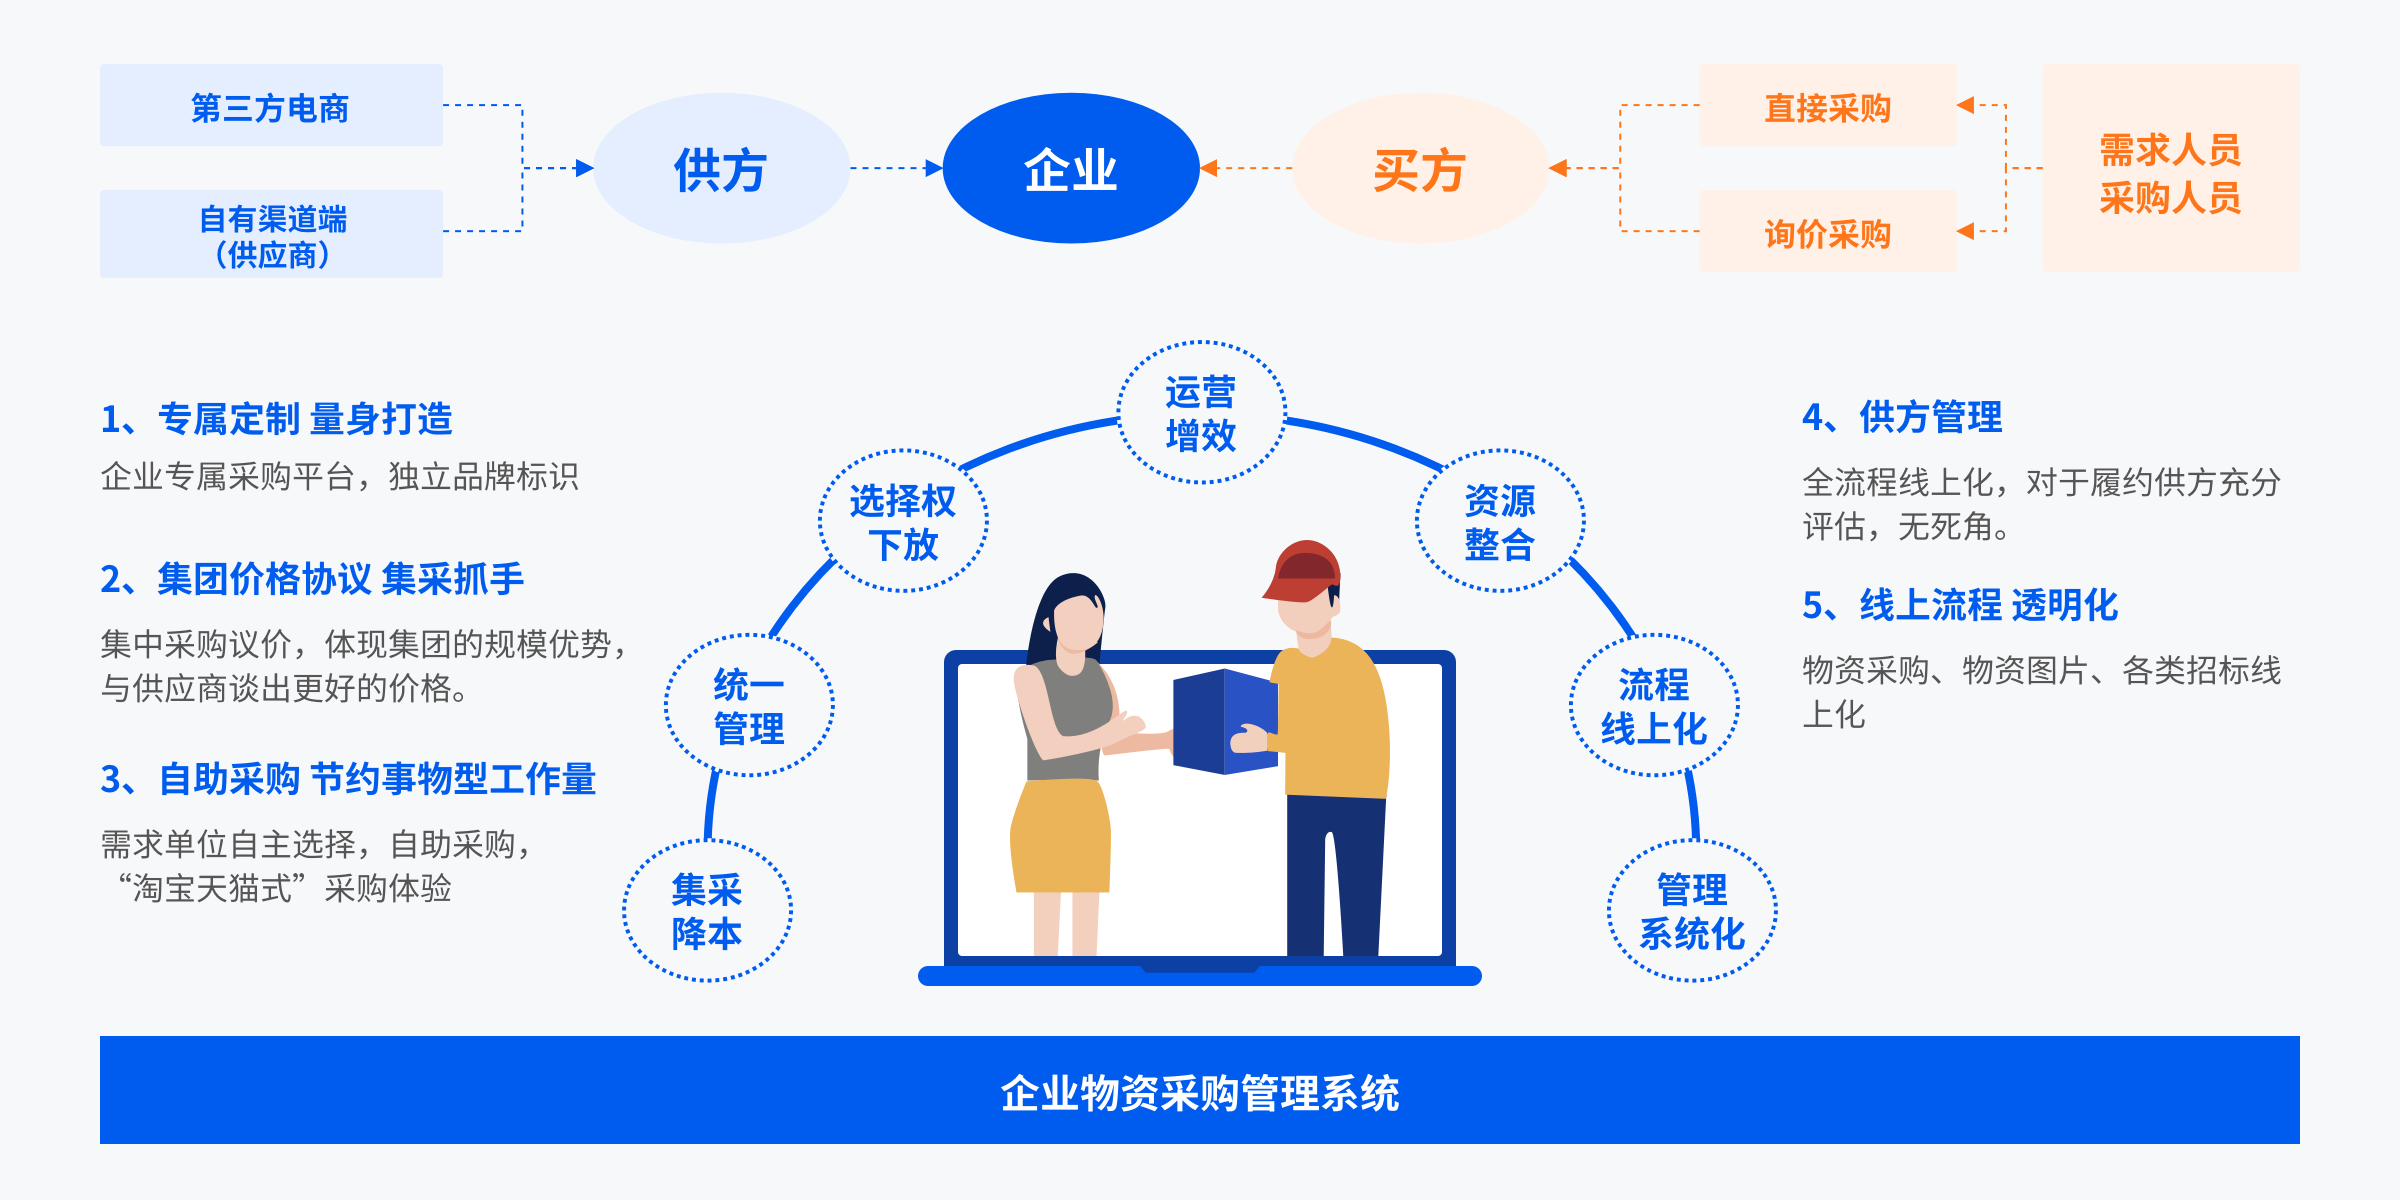 第三方电商
自有渠道端
（供应商）
供方
企业
买方
直接采购
询价采购
需求人员
采购人员
1、专属定制 量身打造
企业专属采购平台，独立品牌标识
2、集团价格协议 集采抓手
集中采购议价，体现集团的规模优势，
与供应商谈出更好的价格。
3、自助采购 节约事物型工作量
需求单位自主选择，自助采购，
“淘宝天猫式”采购体验
运营
增效
选择权
下放
资源
整合
统一
管理
流程
线上化
集采
降本
管理
系统化
4、供方管理
全流程线上化，对于履约供方充分
评估，无死角。
5、线上流程 透明化
物资采购、物资图片、各类招标线
上化
企业物资采购管理系统